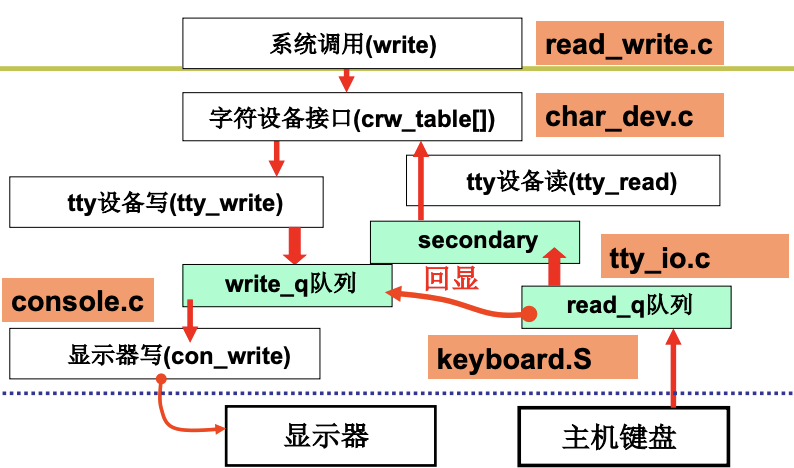 系统调用(write)
read_write.c
字符设备接口(crw_table[])
char_dev.c
tty设备读(tty_read)
tty设备写(tty_write)
secondary
tty_io.c
write_q队列
回显
console.c
read_q队列
显示器写(con_write)
keyboard.S
显示器
主机键盘